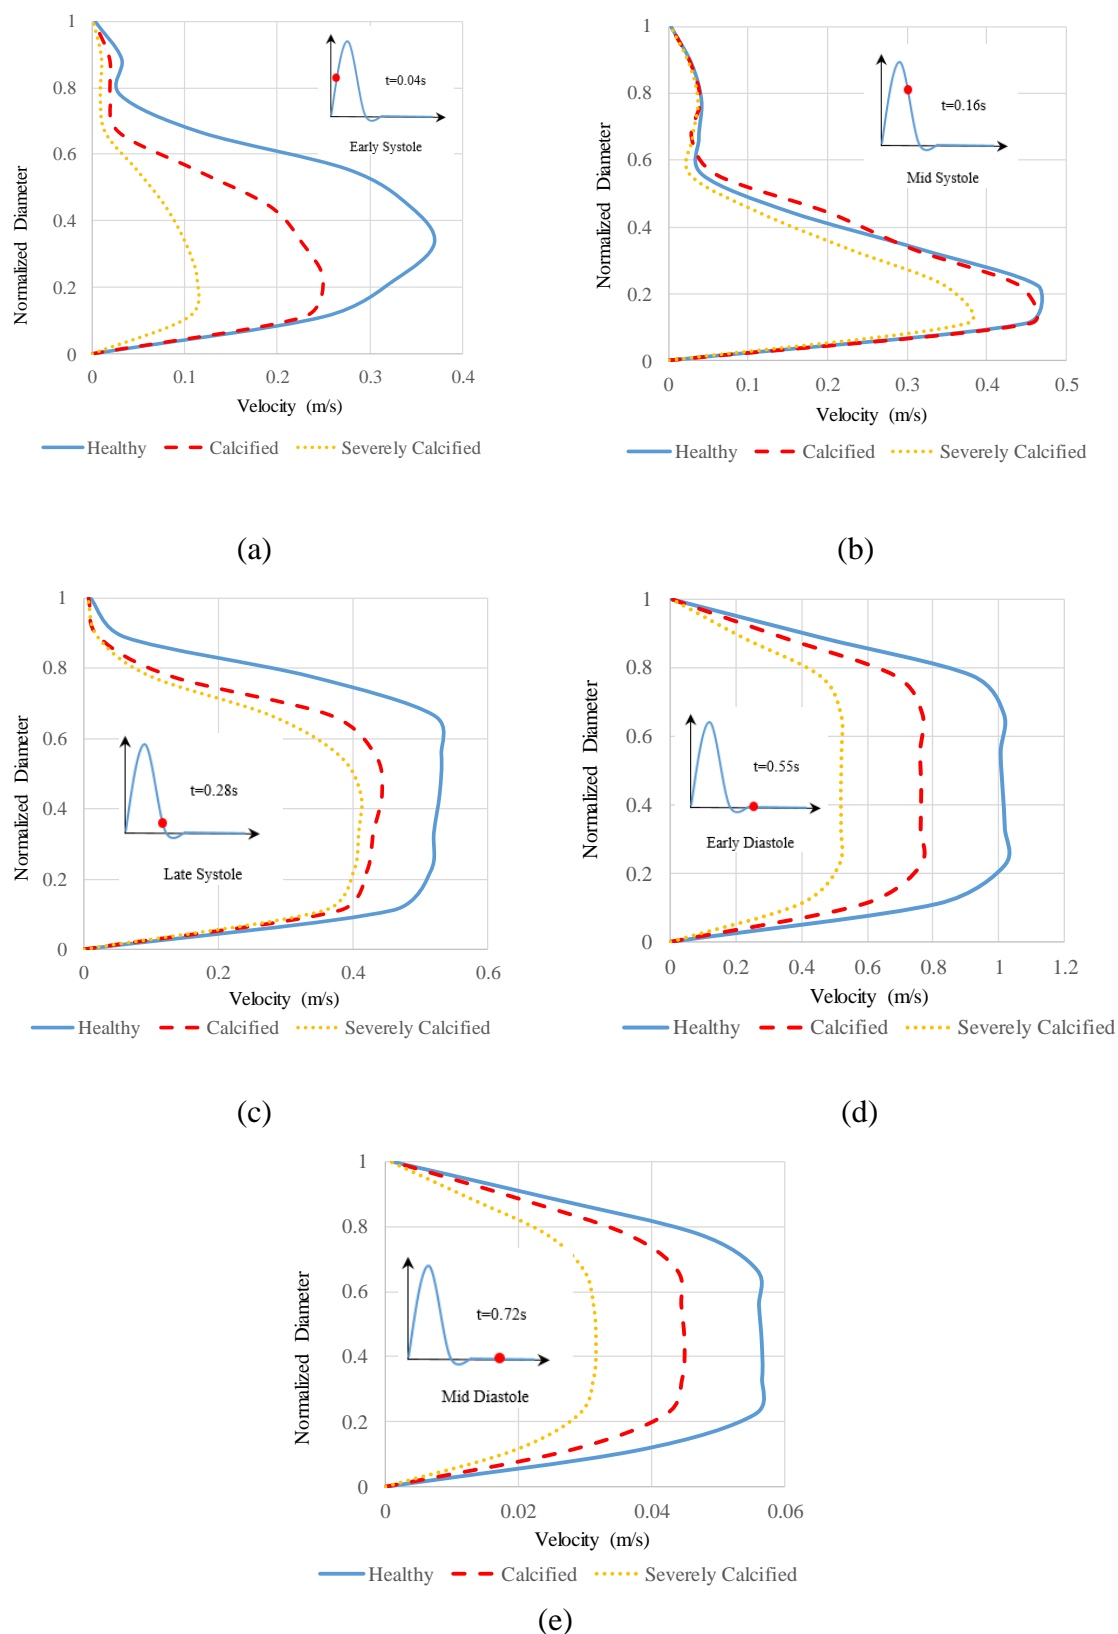 1
0.8
0.6
0.4
0.2
0
Normalized Diameter
t=0.04s
Early Systole
0 0.1 0.2 0.3 0.4
Velocity (m/s)
Healthy Calcified Severely Calcified
(a)
1
0.8
0.6
0.4
0.2
0
Normalized Diameter
t=0.16s
Mid Systole
0 0.1 0.2 0.3 0.4 0.5
Velocity (m/s)
Healthy Calcified Severely Calcified
(b)
1
0.8
0.6
0.4
0.2
0
Normalized Diameter
t=0.28s
Late Systole
0 0.2 0.4 0.6
Velocity (m/s)
Healthy Calcified Severely Calcified
(c)
1
0.8
0.6
0.4
0.2
0
Normalized Diameter
t=0.55s
Early Diastole
0 0.2 0.4 0.6 0.8 1 1.2
Velocity (m/s)
Healthy Calcified Severely Calcified
(d)
1
0.8
0.6
0.4
0.2
0
Normalized Diameter
t=0.72s
Mid Diastole
0 0.02 0.04 0.06
Velocity (m/s)
Healthy Calcified Severely Calcified
(e)